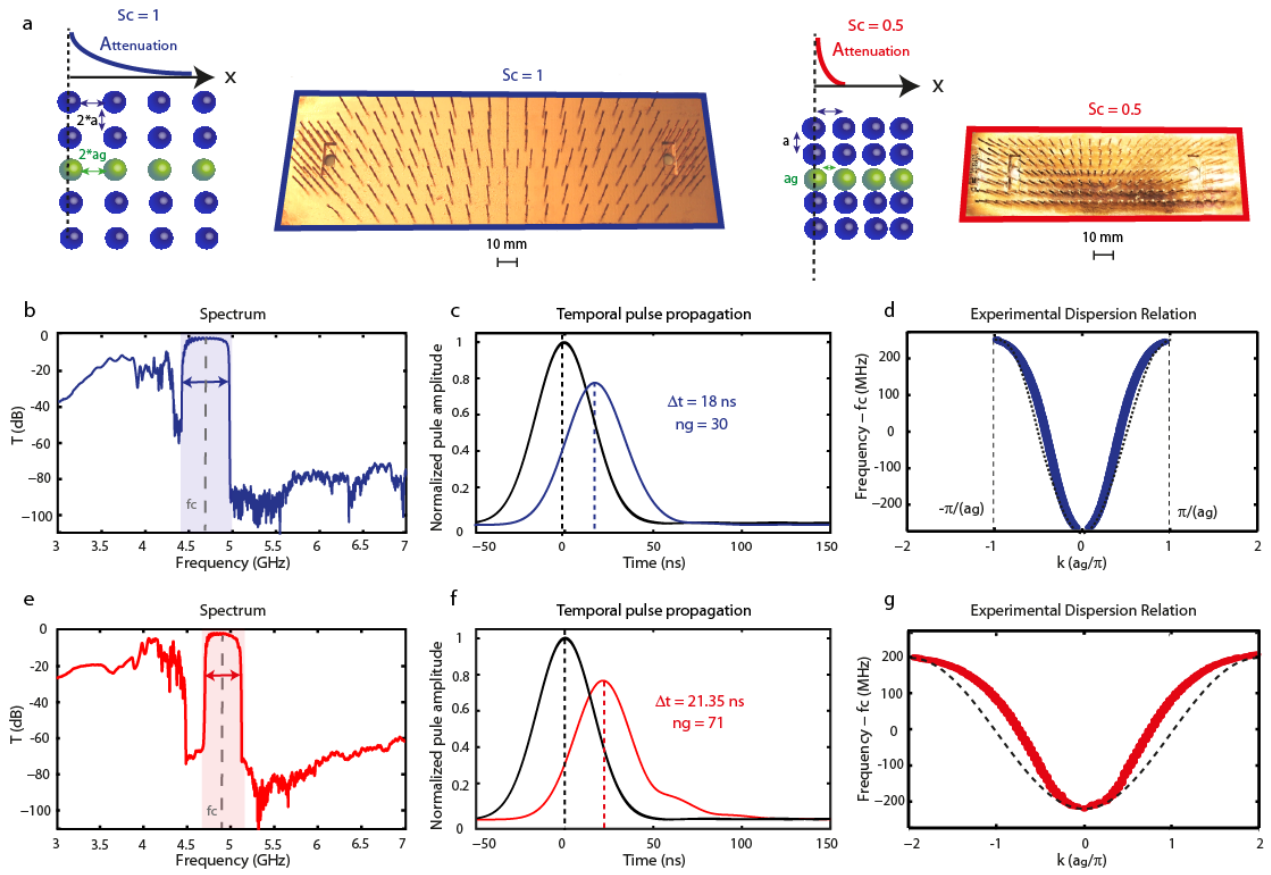 a
Sc = 1
Attenuation
X
2*a
2*ag
Sc = 1
10 mm
Sc = 0.5
Attenuation
X
a
ag
Sc = 0.5
10 mm
b
Spectrum
0
−20
−40
−60
−80
−100
T (dB)
fc
3 3.5 4 4.5 5 5.5 6 6.5 7
Frequency (GHz)
c
Temporal pulse propagation
1
0.8
0.6
0.4
0.2
0
Normalized pule amplitude
Δt = 18 ns
ng = 30
−50 0 50 100 150
Time (ns)
d
Experimental Dispersion Relation
200
100
0
−100
−200
Frequency − fc (MHz)
-π/(ag)
π/(ag)
−2 −1 0 1 2
k (ag/π)
e
Spectrum
0
−20
−40
−60
−80
−100
T (dB)
fc
3 3.5 4 4.5 5 5.5 6 6.5 7
Frequency (GHz)
f
Temporal pulse propagation
1
0.8
0.6
0.4
0.2
0
Normalized pule amplitude
Δt = 21.35 ns
ng = 71
−50 0 50 100 150
Time (ns)
g
Experimental Dispersion Relation
200
100
0
−100
−200
Frequency − fc (MHz)
−2 −1 0 1 2
k (ag/π)